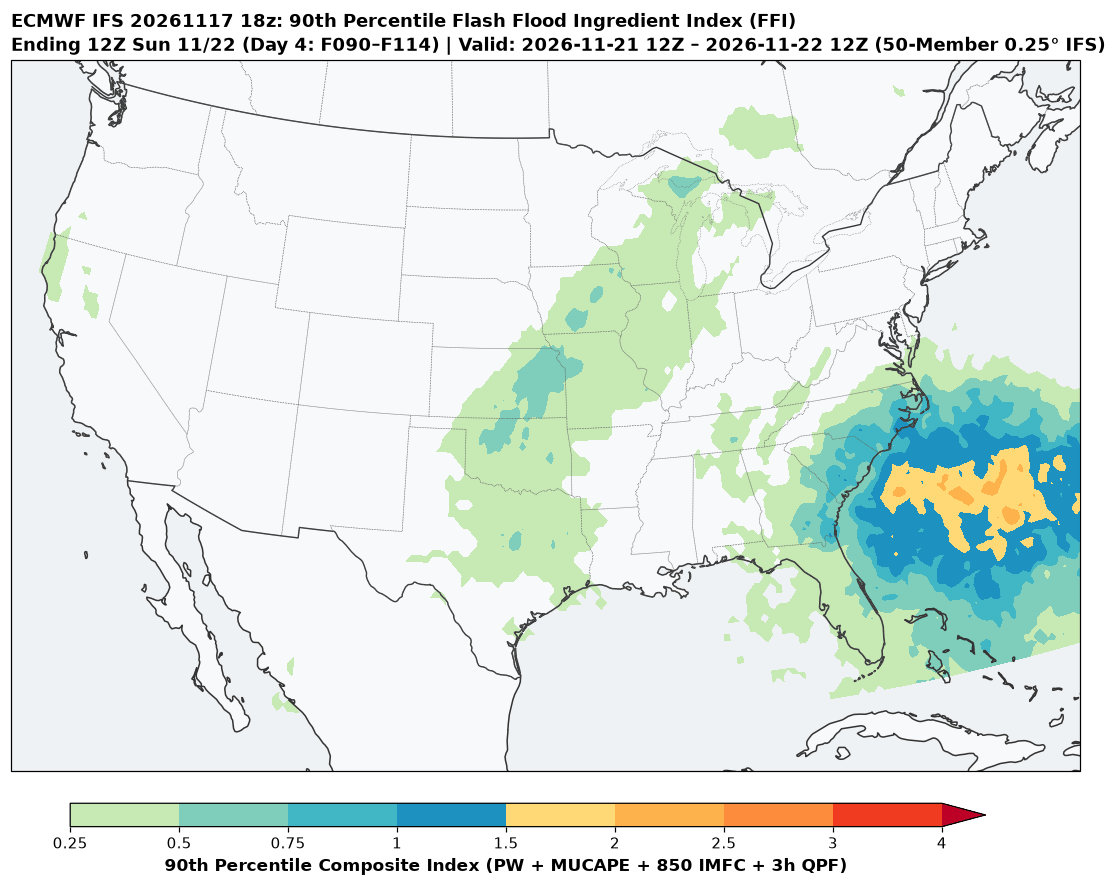 ECMWF IFS 20261117 18z: 90th Percentile Flash Flood Ingredient Index (FFI)
Ending 12Z Sun 11/22 (Day 4: F090–F114) | Valid: 2026-11-21 12Z – 2026-11-22 12Z (50-Member 0.25° IFS)
0.25 0.5 0.75 1 1.5 2 2.5 3 4
90th Percentile Composite Index (PW + MUCAPE + 850 IMFC + 3h QPF)